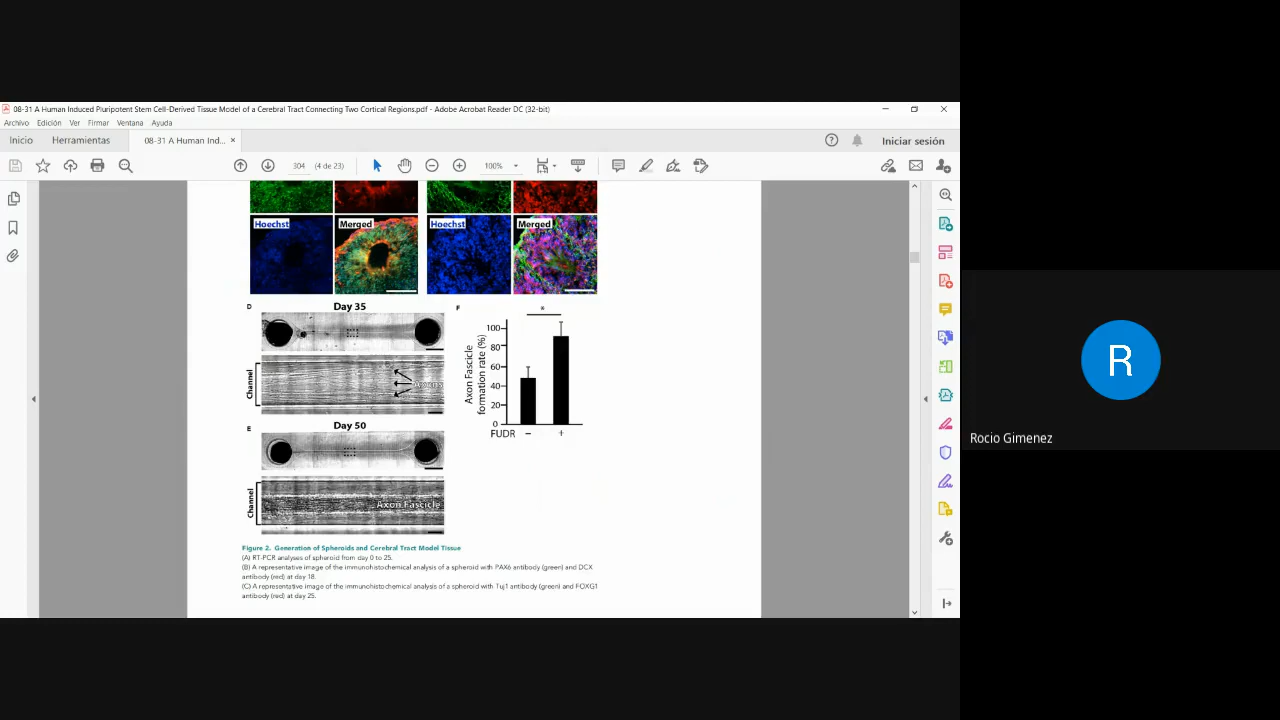 08-31 A Human Induced Pluripotent Stem Cell-Derived Tissue Model of a Cerebral Tract Connecting Two Cortical Regions.pdf - Adobe Acrobat Reader DC (32-bit)
Archivo Edición Ver Firmar Ventana Ayuda
Inicio Herramientas 08-31 A Human Ind... × Iniciar sesión
304 (4 de 23) 100%
Hoechst Merged Hoechst Merged
D Day 35
Channel
Axons
E Day 50
Channel
Axon Fascicle
F
*
Axon Fascicle
formation rate (%)
100
80
60
40
20
0
FUDR − +
Figure 2. Generation of Spheroids and Cerebral Tract Model Tissue
(A) RT-PCR analyses of spheroid from day 0 to 25.
(B) A representative image of the immunohistochemical analysis of a spheroid with PAX6 antibody (green) and DCX
antibody (red) at day 18.
(C) A representative image of the immunohistochemical analysis of a spheroid with Tuj1 antibody (green) and FOXG1
antibody (red) at day 25.
R
Rocio Gimenez